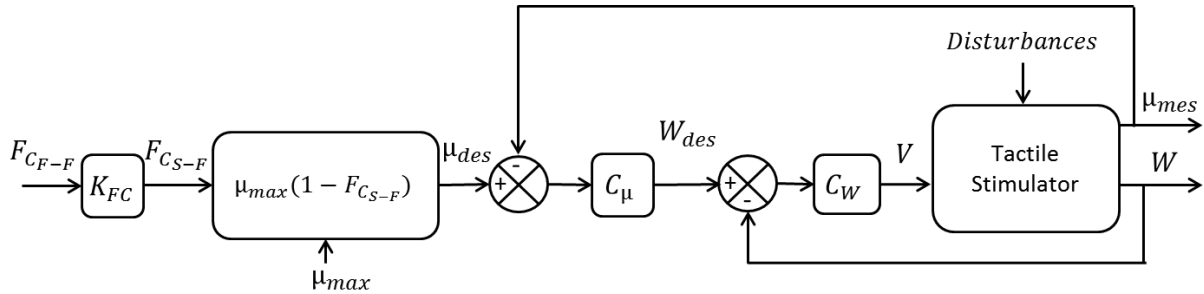 Disturbances
μ_{mes}
F_{C_{F-F}}
K_{FC}
F_{C_{S-F}}
μ_{max}(1 − F_{C_{S-F}})
μ_{max}
μ_{des}
-
+
C_μ
W_{des}
+
-
C_W
V
Tactile
Stimulator
W